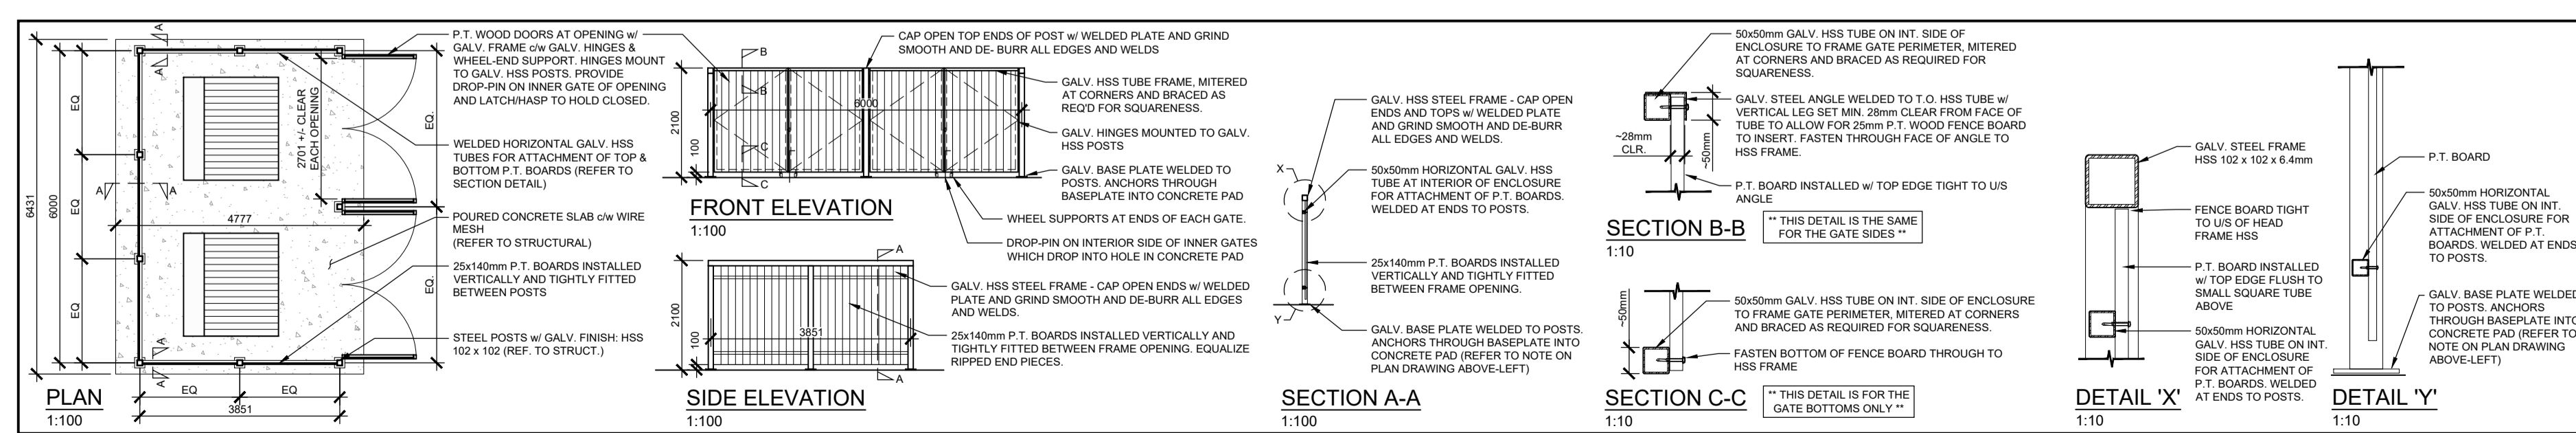 P.T. WOOD DOORS AT OPENING w/
GALV. FRAME c/w GALV. HINGES &
WHEEL-END SUPPORT. HINGES MOUNT
TO GALV. HSS POSTS. PROVIDE
DROP-PIN ON INNER GATE OF OPENING
AND LATCH/HASP TO HOLD CLOSED.
WELDED HORIZONTAL GALV. HSS
TUBES FOR ATTACHMENT OF TOP &
BOTTOM P.T. BOARDS (REFER TO
SECTION DETAIL)
POURED CONCRETE SLAB c/w WIRE
MESH
(REFER TO STRUCTURAL)
25x140mm P.T. BOARDS INSTALLED
VERTICALLY AND TIGHTLY FITTED
BETWEEN POSTS
STEEL POSTS w/ GALV. FINISH: HSS
102 x 102 (REF. TO STRUCT.)
A
A
A
A
A
A
6431
6000
EQ
EQ
EQ
2701 +/- CLEAR
EACH OPENING
EQ.
EQ.
4777
EQ
EQ
3851
PLAN
1:100
CAP OPEN TOP ENDS OF POST w/ WELDED PLATE AND GRIND
SMOOTH AND DE- BURR ALL EDGES AND WELDS
GALV. HSS TUBE FRAME, MITERED
AT CORNERS AND BRACED AS
REQ'D FOR SQUARENESS.
GALV. HINGES MOUNTED TO GALV.
HSS POSTS
GALV. BASE PLATE WELDED TO
POSTS. ANCHORS THROUGH
BASEPLATE INTO CONCRETE PAD
WHEEL SUPPORTS AT ENDS OF EACH GATE.
DROP-PIN ON INTERIOR SIDE OF INNER GATES
WHICH DROP INTO HOLE IN CONCRETE PAD
B
B
C
C
6000
2100
100
FRONT ELEVATION
1:100
A
GALV. HSS STEEL FRAME - CAP OPEN ENDS w/ WELDED
PLATE AND GRIND SMOOTH AND DE-BURR ALL EDGES
AND WELDS.
25x140mm P.T. BOARDS INSTALLED VERTICALLY AND
TIGHTLY FITTED BETWEEN FRAME OPENING. EQUALIZE
RIPPED END PIECES.
2100
100
3851
A
SIDE ELEVATION
1:100
GALV. HSS STEEL FRAME - CAP OPEN
ENDS AND TOPS w/ WELDED PLATE
AND GRIND SMOOTH AND DE-BURR
ALL EDGES AND WELDS.
50x50mm HORIZONTAL GALV. HSS
TUBE AT INTERIOR OF ENCLOSURE
FOR ATTACHMENT OF P.T. BOARDS.
WELDED AT ENDS TO POSTS.
25x140mm P.T. BOARDS INSTALLED
VERTICALLY AND TIGHTLY FITTED
BETWEEN FRAME OPENING.
GALV. BASE PLATE WELDED TO POSTS.
ANCHORS THROUGH BASEPLATE INTO
CONCRETE PAD (REFER TO NOTE ON
PLAN DRAWING ABOVE-LEFT)
X
Y
SECTION A-A
1:100
50x50mm GALV. HSS TUBE ON INT. SIDE OF
ENCLOSURE TO FRAME GATE PERIMETER, MITERED
AT CORNERS AND BRACED AS REQUIRED FOR
SQUARENESS.
GALV. STEEL ANGLE WELDED TO T.O. HSS TUBE w/
VERTICAL LEG SET MIN. 28mm CLEAR FROM FACE OF
TUBE TO ALLOW FOR 25mm P.T. WOOD FENCE BOARD
TO INSERT. FASTEN THROUGH FACE OF ANGLE TO
HSS FRAME.
P.T. BOARD INSTALLED w/ TOP EDGE TIGHT TO U/S
ANGLE
~28mm
CLR.
~50mm
SECTION B-B
1:10
** THIS DETAIL IS THE SAME
FOR THE GATE SIDES **
~50mm
50x50mm GALV. HSS TUBE ON INT. SIDE OF ENCLOSURE
TO FRAME GATE PERIMETER, MITERED AT CORNERS
AND BRACED AS REQUIRED FOR SQUARENESS.
FASTEN BOTTOM OF FENCE BOARD THROUGH TO
HSS FRAME
SECTION C-C
1:10
** THIS DETAIL IS FOR THE
GATE BOTTOMS ONLY **
GALV. STEEL FRAME
HSS 102 x 102 x 6.4mm
FENCE BOARD TIGHT
TO U/S OF HEAD
FRAME HSS
P.T. BOARD INSTALLED
w/ TOP EDGE FLUSH TO
SMALL SQUARE TUBE
ABOVE
50x50mm HORIZONTAL
GALV. HSS TUBE ON INT.
SIDE OF ENCLOSURE
FOR ATTACHMENT OF
P.T. BOARDS. WELDED
AT ENDS TO POSTS.
DETAIL 'X'
1:10
P.T. BOARD
50x50mm HORIZONTAL
GALV. HSS TUBE ON INT.
SIDE OF ENCLOSURE FOR
ATTACHMENT OF P.T.
BOARDS. WELDED AT ENDS
TO POSTS.
GALV. BASE PLATE WELDED
TO POSTS. ANCHORS
THROUGH BASEPLATE INTO
CONCRETE PAD (REFER TO
NOTE ON PLAN DRAWING
ABOVE-LEFT)
DETAIL 'Y'
1:10